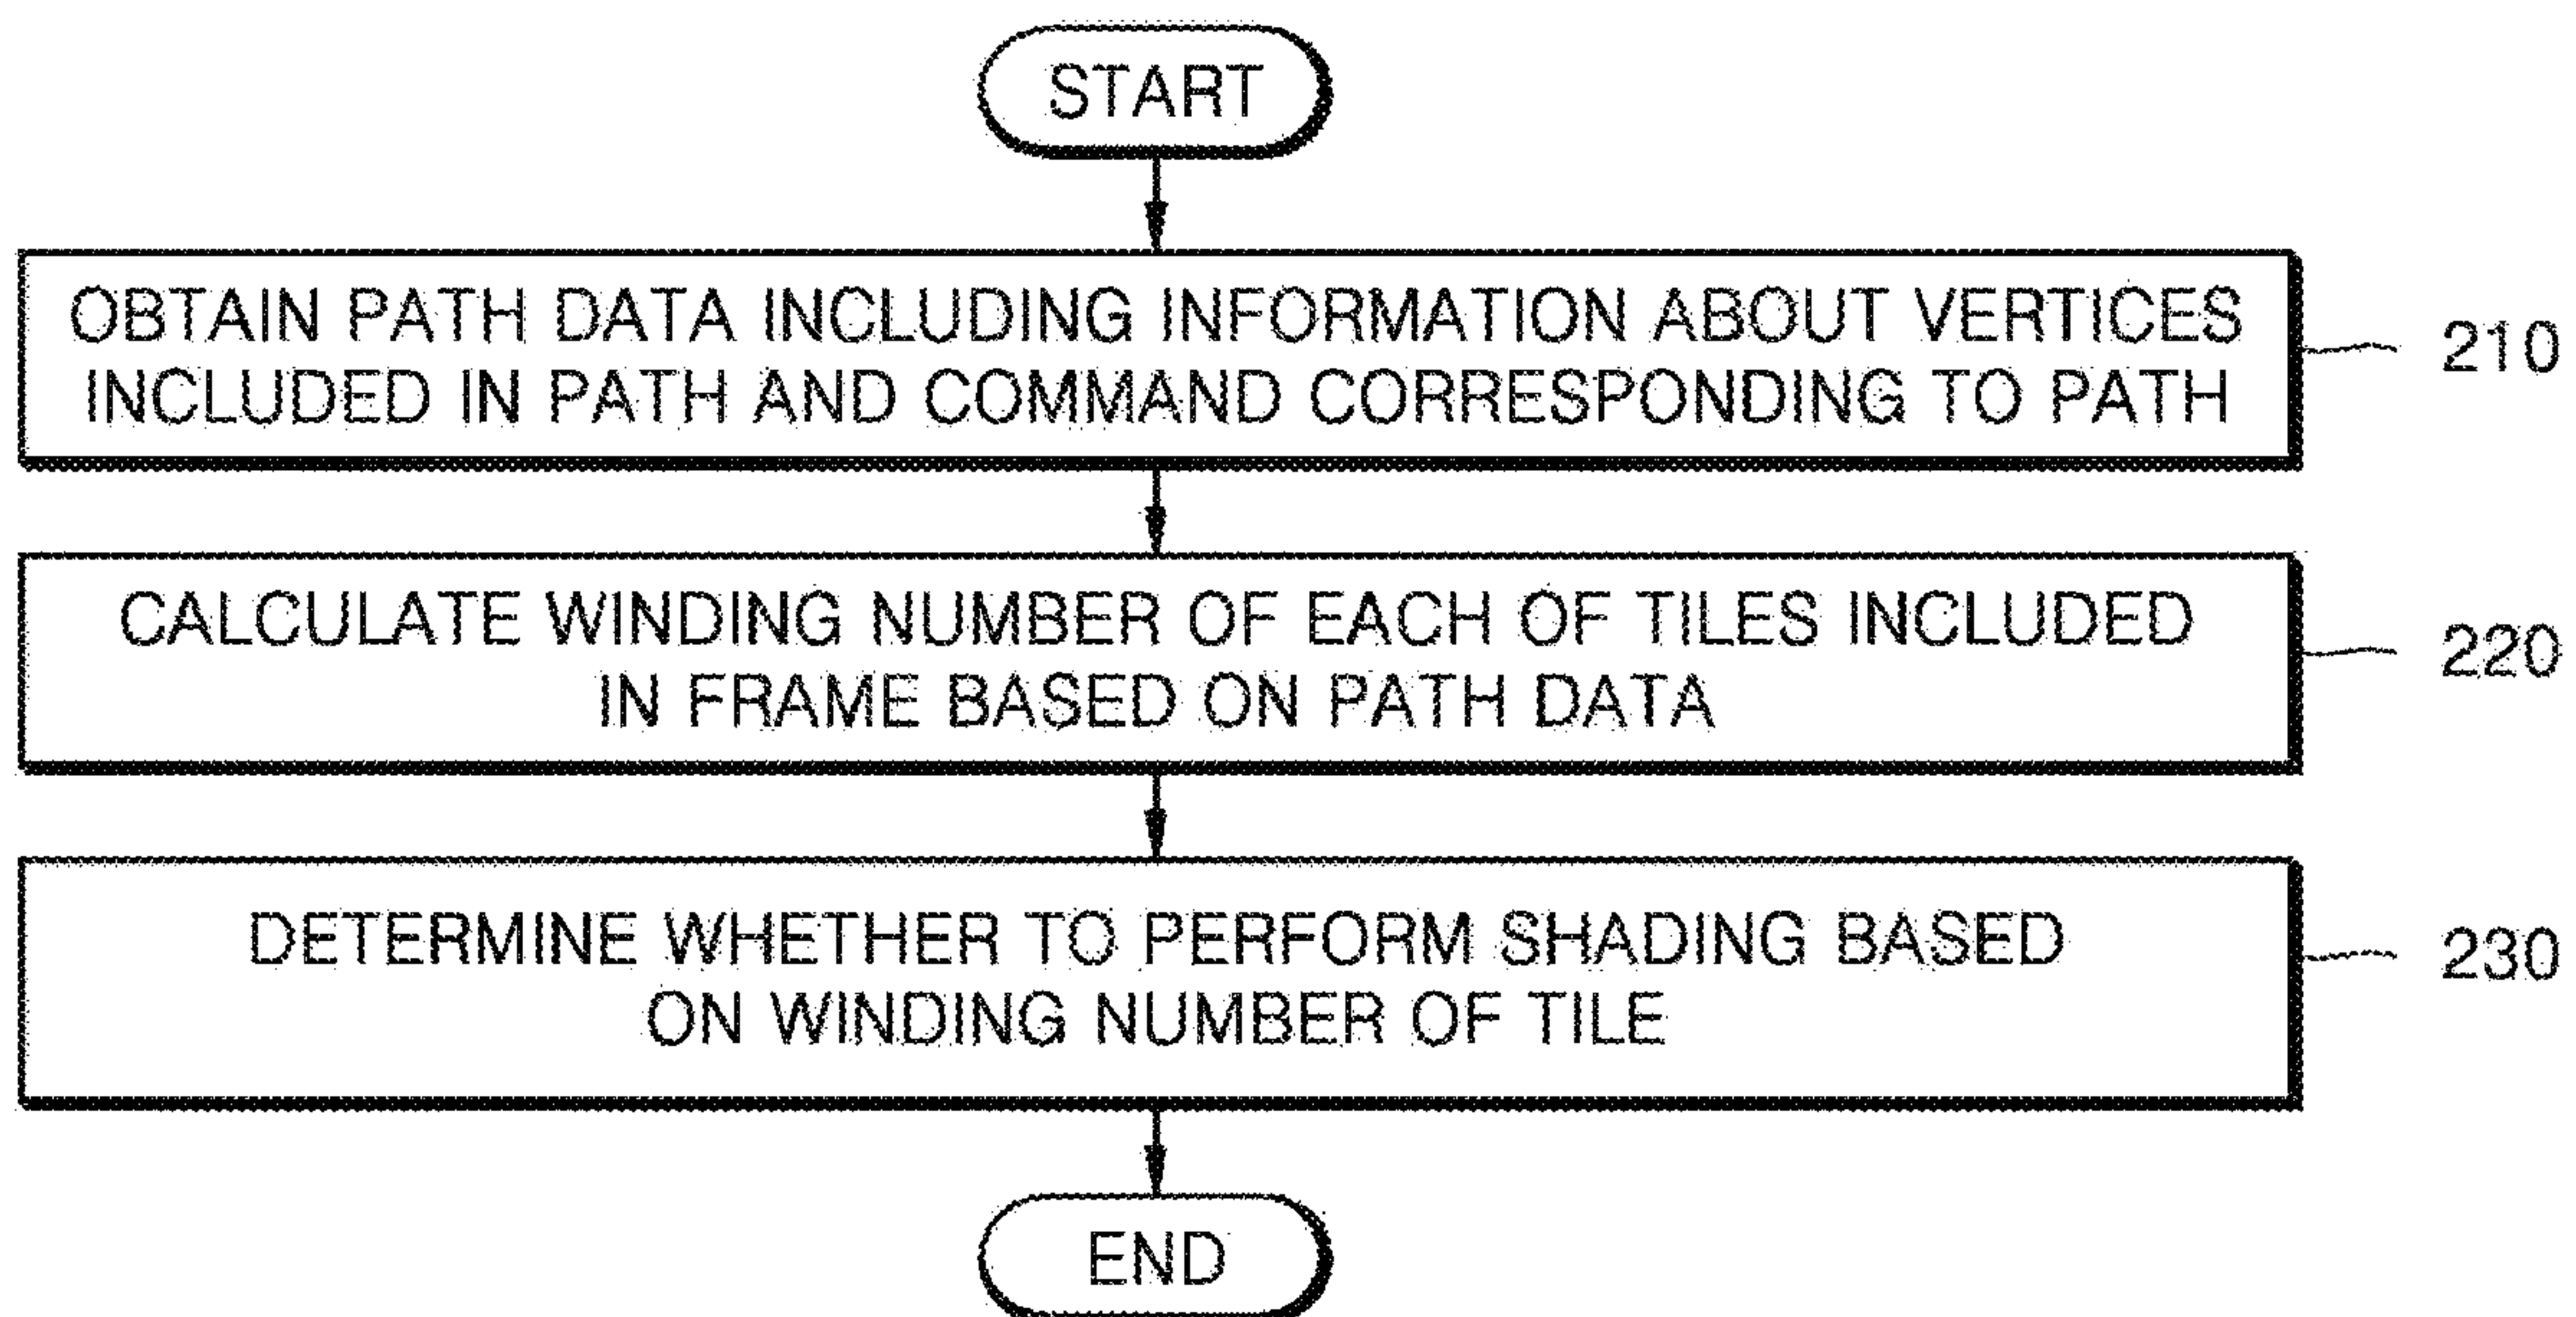 START
OBTAIN PATH DATA INCLUDING INFORMATION ABOUT VERTICES
INCLUDED IN PATH AND COMMAND CORRESPONDING TO PATH
210
CALCULATE WINDING NUMBER OF EACH OF TILES INCLUDED
IN FRAME BASED ON PATH DATA
220
DETERMINE WHETHER TO PERFORM SHADING BASED
ON WINDING NUMBER OF TILE
230
END